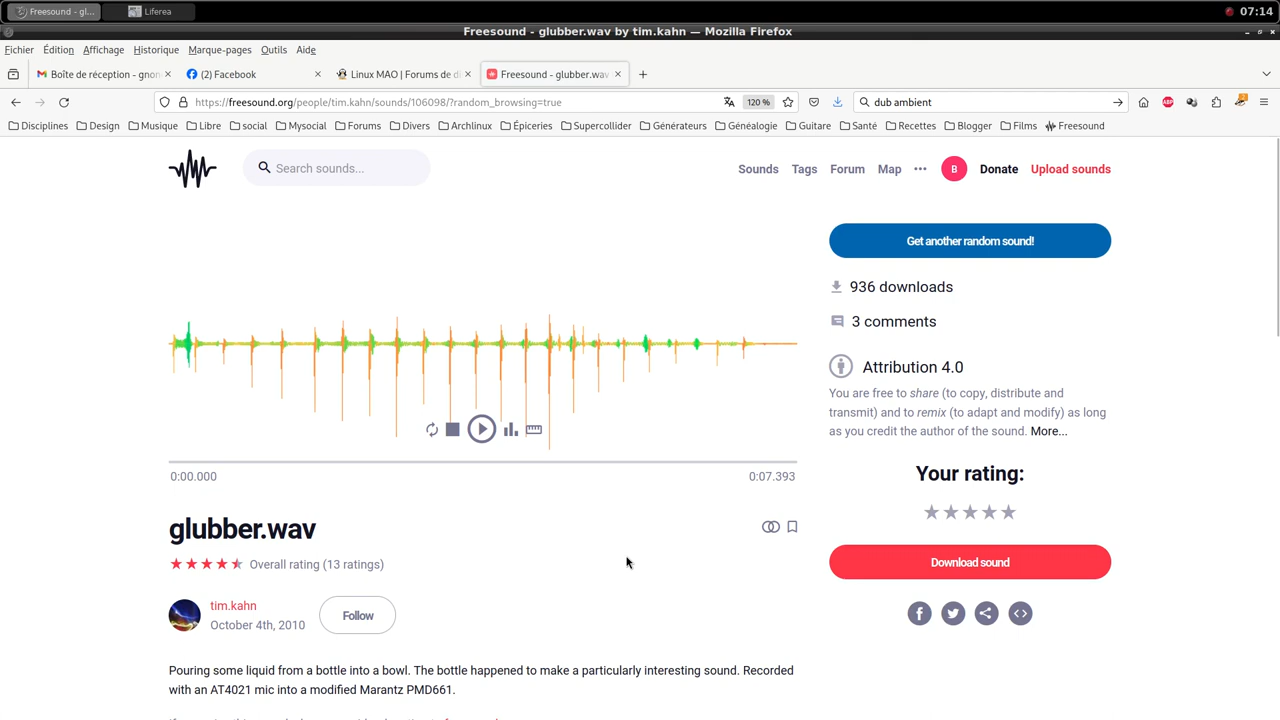 Freesound - gl...
Liferea
07:14
Freesound - glubber.wav by tim.kahn — Mozilla Firefox
Fichier Édition Affichage Historique Marque-pages Outils Aide
Boîte de réception - gnon
(2) Facebook
Linux MAO | Forums de d
Freesound - glubber.wav
https://freesound.org/people/tim.kahn/sounds/106098/?random_browsing=true
120 %
dub ambient
Disciplines Design Musique Libre social Mysocial Forums Divers Archlinux Épiceries Supercollider Générateurs Généalogie Guitare Santé Recettes Blogger Films Freesound
Search sounds...
Sounds Tags Forum Map B Donate Upload sounds
Get another random sound!
936 downloads
3 comments
Attribution 4.0
You are free to share (to copy, distribute and
transmit) and to remix (to adapt and modify) as long
as you credit the author of the sound. More...
Your rating:
Download sound
0:00.000 0:07.393
glubber.wav
Overall rating (13 ratings)
tim.kahn
October 4th, 2010
Follow
Pouring some liquid from a bottle into a bowl. The bottle happened to make a particularly interesting sound. Recorded
with an AT4021 mic into a modified Marantz PMD661.